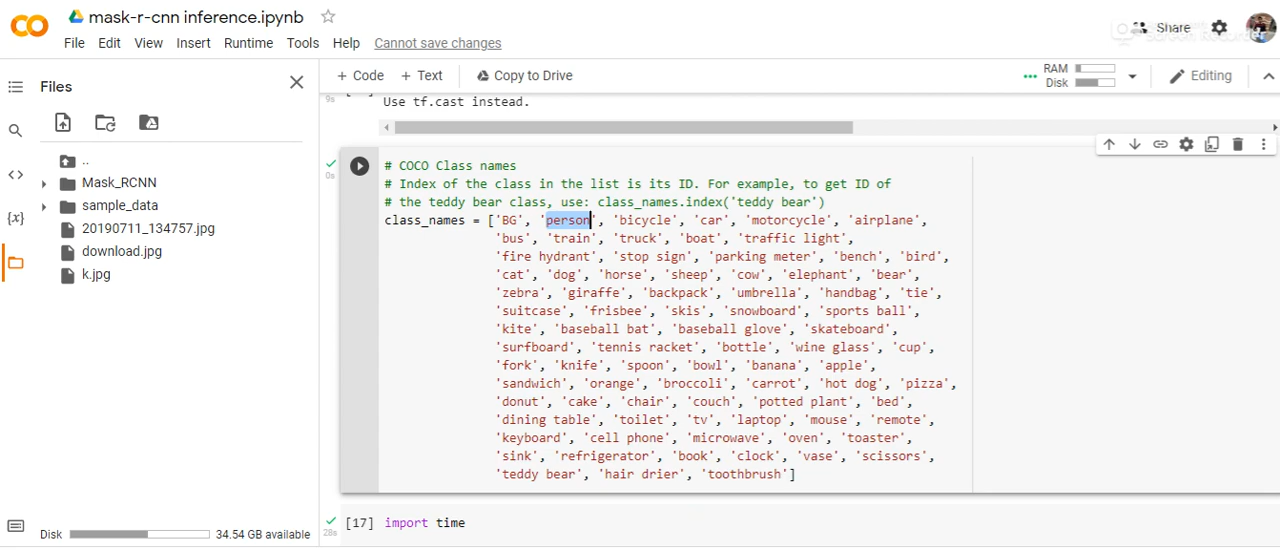 mask-r-cnn inference.ipynb
File Edit View Insert Runtime Tools Help Cannot save changes
Share
Files
+ Code + Text Copy to Drive
RAM
Disk
Editing
..
Mask_RCNN
sample_data
20190711_134757.jpg
download.jpg
k.jpg
Disk 34.54 GB available
9s
Use tf.cast instead.
0s
# COCO Class names
# Index of the class in the list is its ID. For example, to get ID of
# the teddy bear class, use: class_names.index('teddy bear')
class_names = ['BG', 'person', 'bicycle', 'car', 'motorcycle', 'airplane',
'bus', 'train', 'truck', 'boat', 'traffic light',
'fire hydrant', 'stop sign', 'parking meter', 'bench', 'bird',
'cat', 'dog', 'horse', 'sheep', 'cow', 'elephant', 'bear',
'zebra', 'giraffe', 'backpack', 'umbrella', 'handbag', 'tie',
'suitcase', 'frisbee', 'skis', 'snowboard', 'sports ball',
'kite', 'baseball bat', 'baseball glove', 'skateboard',
'surfboard', 'tennis racket', 'bottle', 'wine glass', 'cup',
'fork', 'knife', 'spoon', 'bowl', 'banana', 'apple',
'sandwich', 'orange', 'broccoli', 'carrot', 'hot dog', 'pizza',
'donut', 'cake', 'chair', 'couch', 'potted plant', 'bed',
'dining table', 'toilet', 'tv', 'laptop', 'mouse', 'remote',
'keyboard', 'cell phone', 'microwave', 'oven', 'toaster',
'sink', 'refrigerator', 'book', 'clock', 'vase', 'scissors',
'teddy bear', 'hair drier', 'toothbrush']
[17] import time
28s